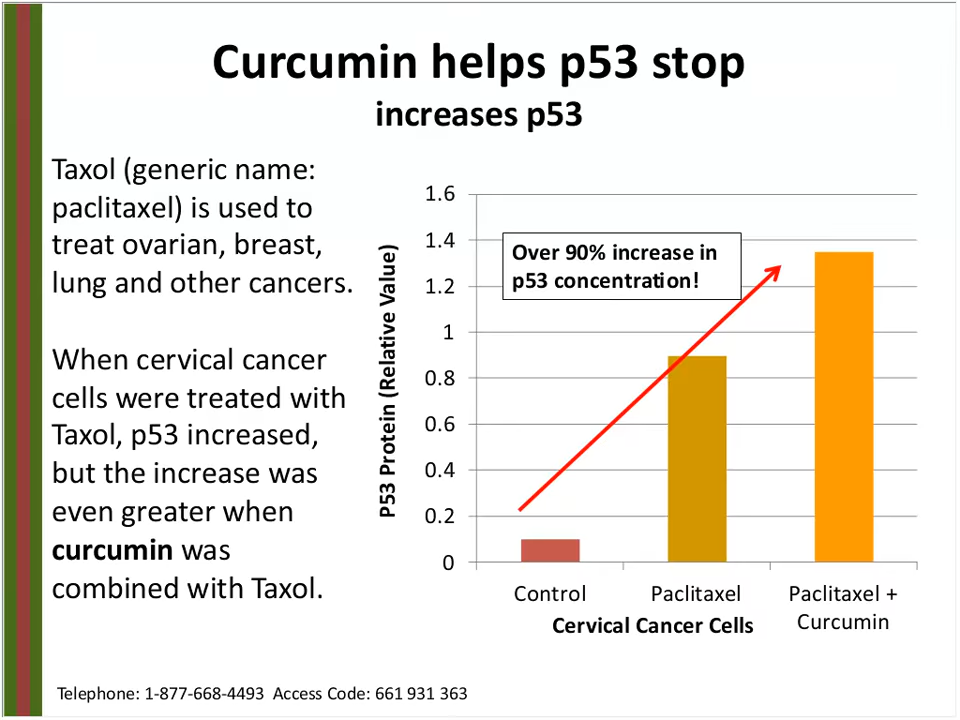 Curcumin helps p53 stop
increases p53
Taxol (generic name:
paclitaxel) is used to
treat ovarian, breast,
lung and other cancers.
When cervical cancer
cells were treated with
Taxol, p53 increased,
but the increase was
even greater when
curcumin was
combined with Taxol.
P53 Protein (Relative Value)
1.6
1.4
1.2
1
0.8
0.6
0.4
0.2
0
Over 90% increase in
p53 concentration!
Control
Paclitaxel
Paclitaxel +
Curcumin
Cervical Cancer Cells
Telephone: 1-877-668-4493  Access Code: 661 931 363